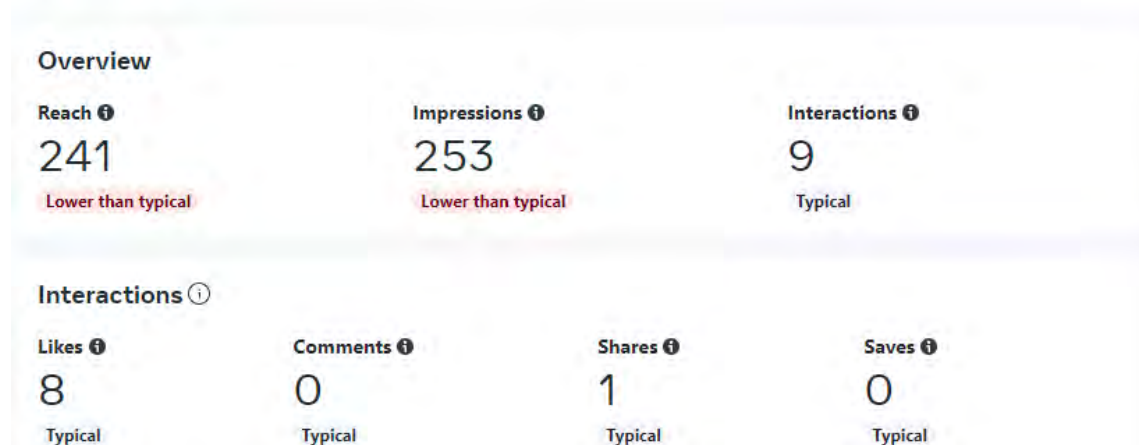 Overview
Reach Impressions Interactions
241 253 9
Lower than typical Lower than typical Typical
Interactions
Likes Comments Shares Saves
8 0 1 0
Typical Typical Typical Typical